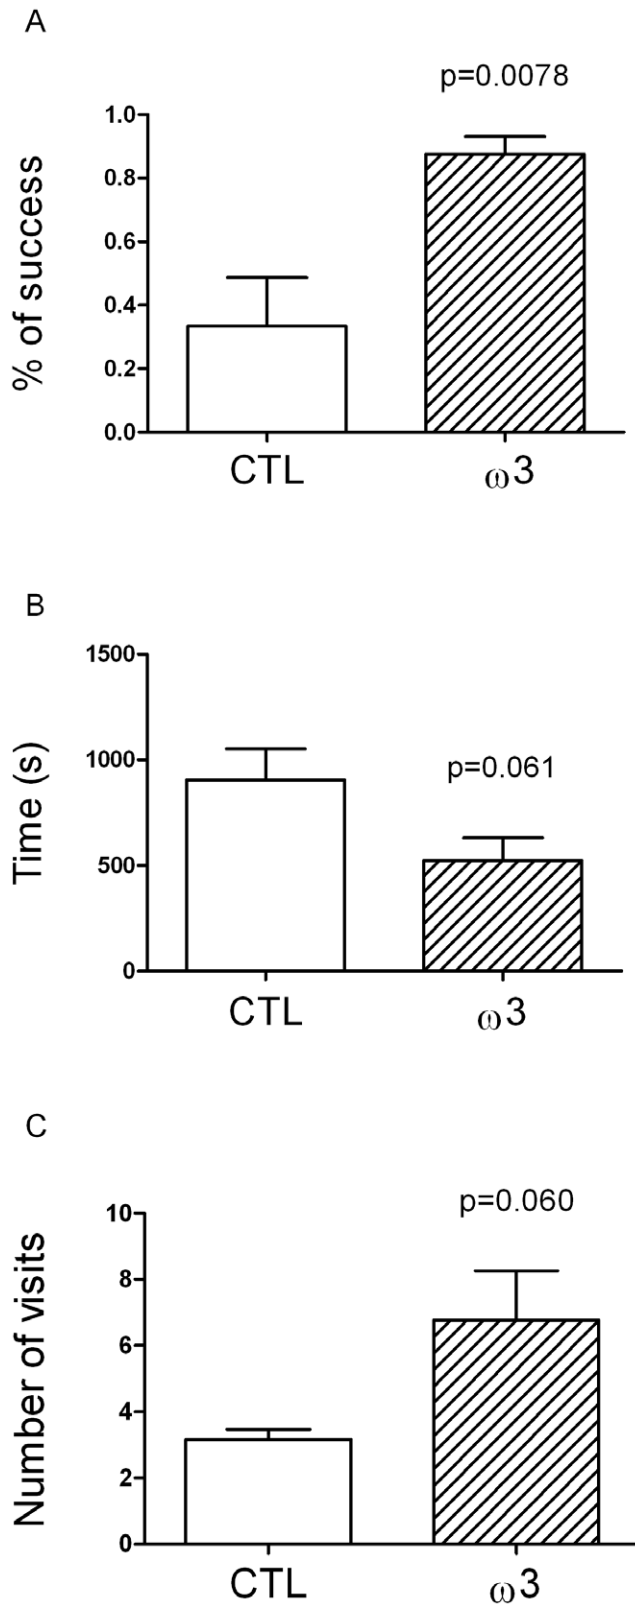 A
p=0.0078
% of success
1.0
0.8
0.6
0.4
0.2
0.0
CTL
ω3
B
Time (s)
1500
1000
500
0
p=0.061
CTL
ω3
C
Number of visits
p=0.060
10
8
6
4
2
0
CTL
ω3